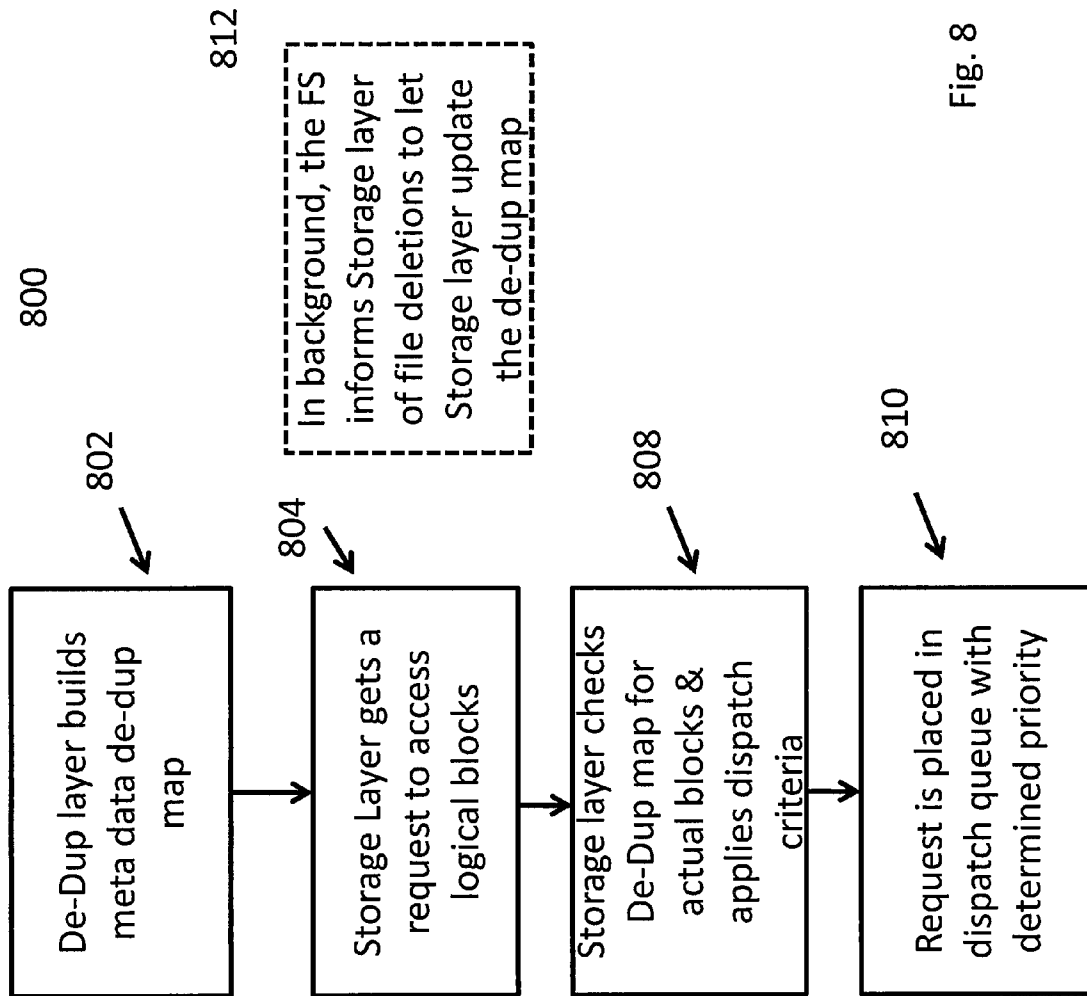 800
De-Dup layer builds
meta data de-dup
map
802
Storage Layer gets a
request to access
logical blocks
804
In background, the FS
informs Storage layer
of file deletions to let
Storage layer update
the de-dup map
812
Storage layer checks
De-Dup map for
actual blocks &
applies dispatch
criteria
808
Request is placed in
dispatch queue with
determined priority
810
Fig. 8